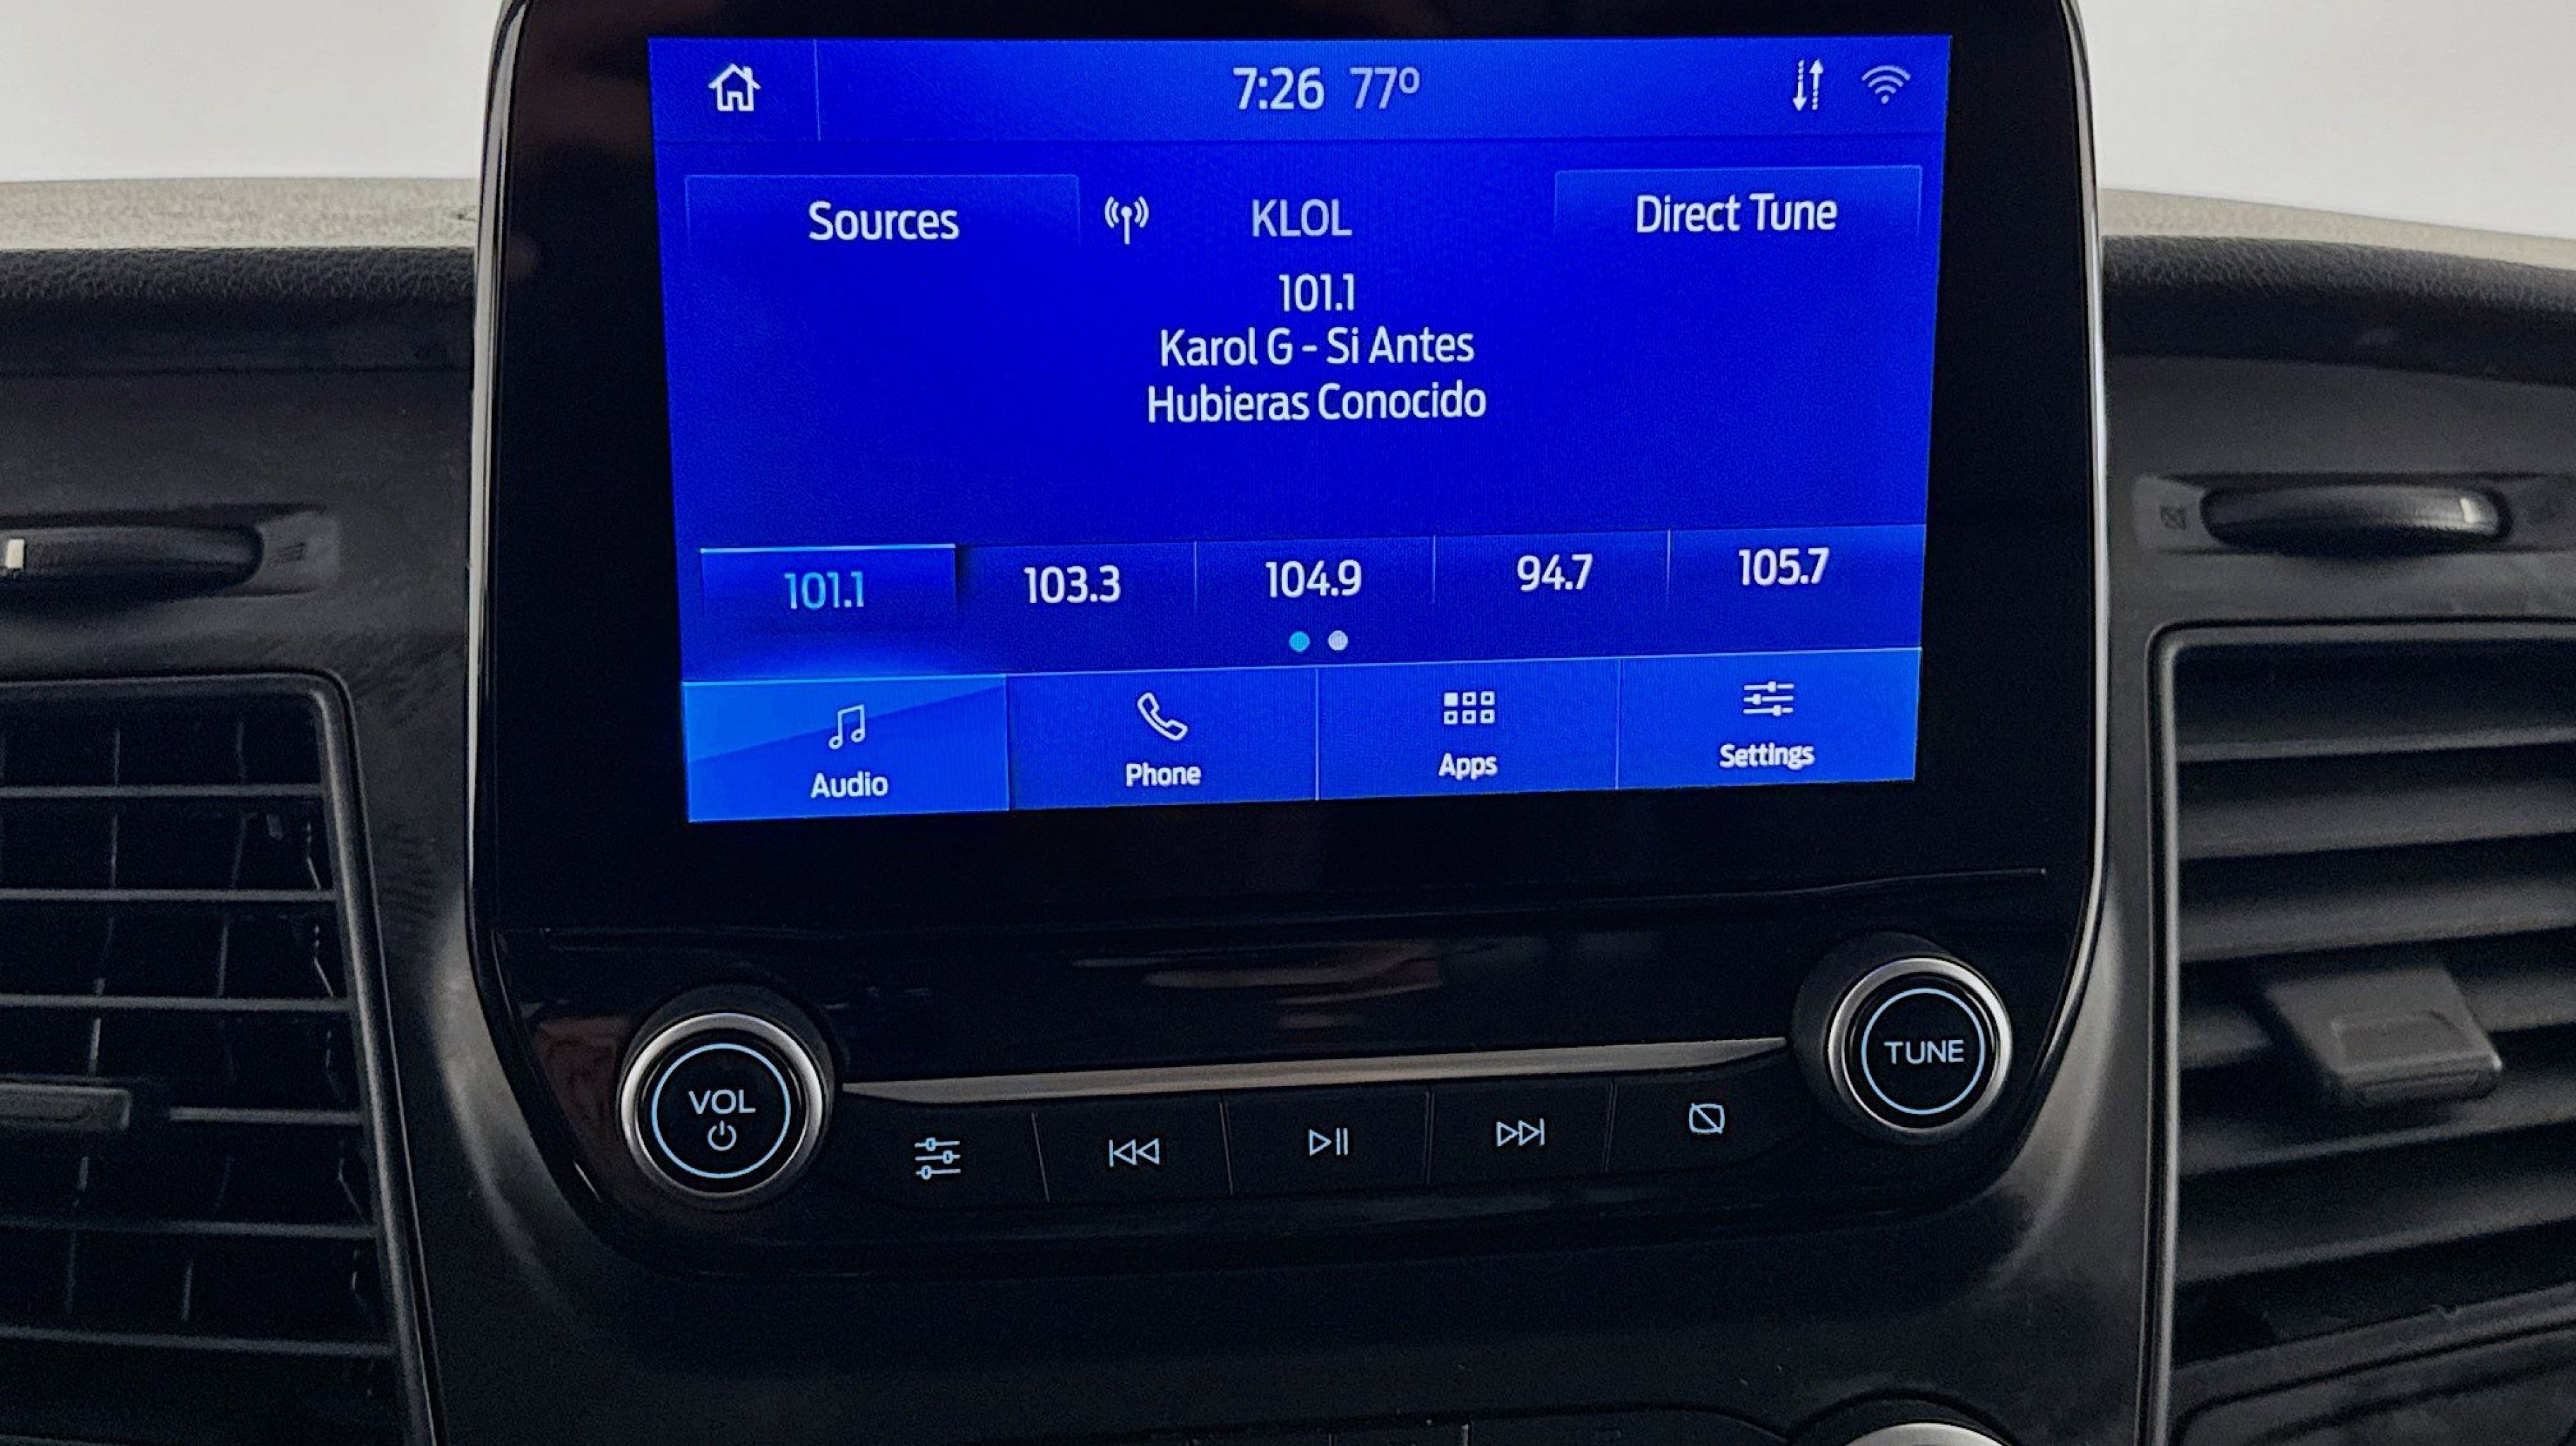 7:26 77°
Sources
KLOL
Direct Tune
101.1
Karol G - Si Antes
Hubieras Conocido
101.1
103.3
104.9
94.7
105.7
Audio
Phone
Apps
Settings
VOL
TUNE